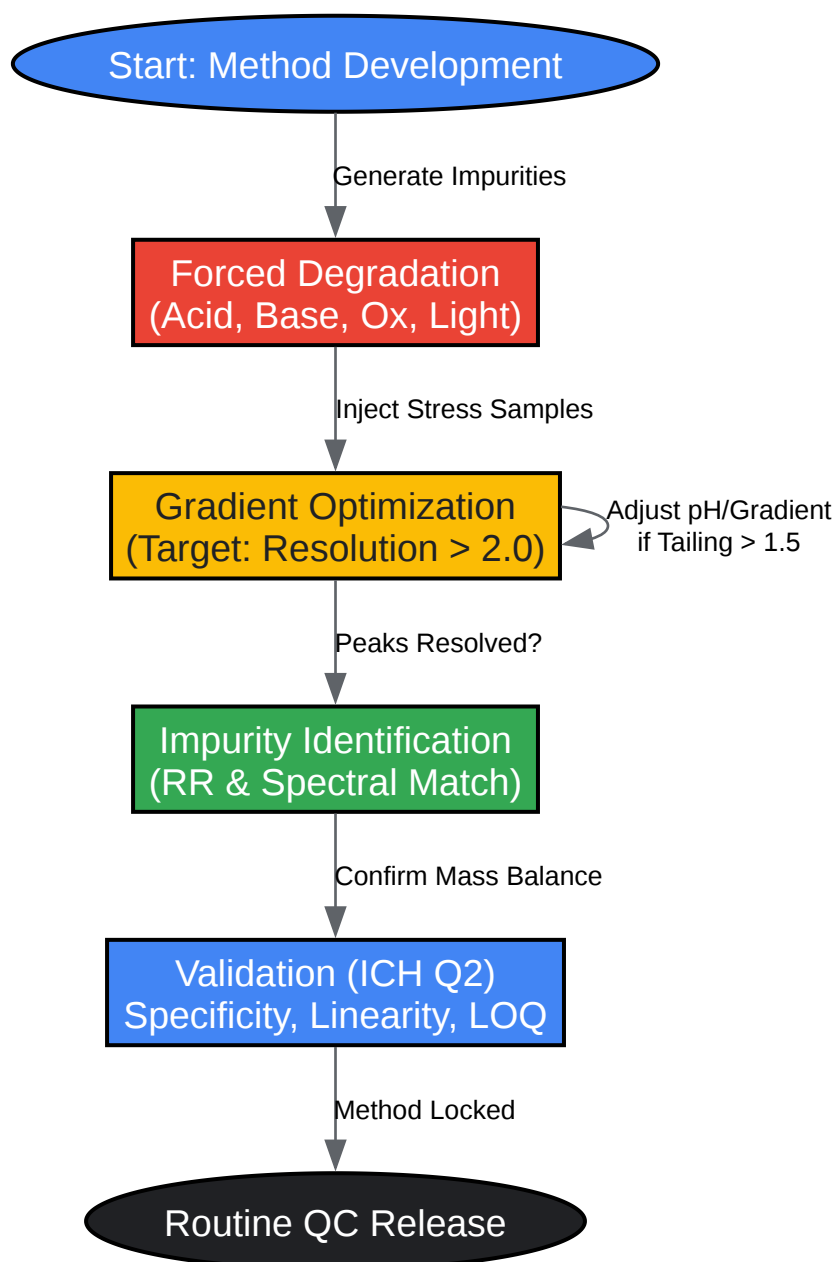 Start: Method Development
Generate Impurities
Forced Degradation
(Acid, Base, Ox, Light)
Inject Stress Samples
Gradient Optimization
(Target: Resolution > 2.0)
Adjust pH/Gradient
if Tailing > 1.5
Peaks Resolved?
Impurity Identification
(RR & Spectral Match)
Confirm Mass Balance
Validation (ICH Q2)
Specificity, Linearity, LOQ
Method Locked
Routine QC Release